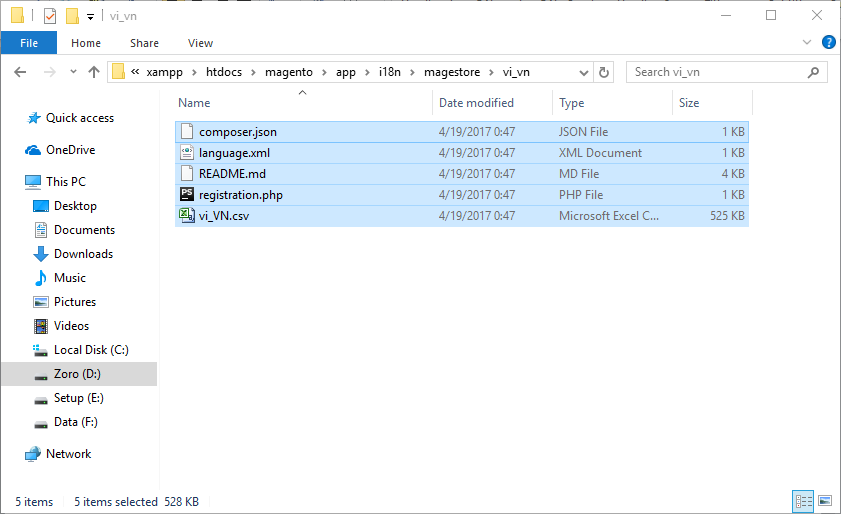 vi_vn
File Home Share View
« xampp > htdocs > magento > app > i18n > magestore > vi_vn
Search vi_vn
Name Date modified Type Size
Quick access
OneDrive
This PC
Desktop
Documents
Downloads
Music
Pictures
Videos
Local Disk (C:)
Zoro (D:)
Setup (E:)
Data (F:)
Network
composer.json 4/19/2017 0:47 JSON File 1 KB
language.xml 4/19/2017 0:47 XML Document 1 KB
README.md 4/19/2017 0:47 MD File 4 KB
registration.php 4/19/2017 0:47 PHP File 1 KB
vi_VN.csv 4/19/2017 0:47 Microsoft Excel C... 525 KB
5 items 5 items selected 528 KB